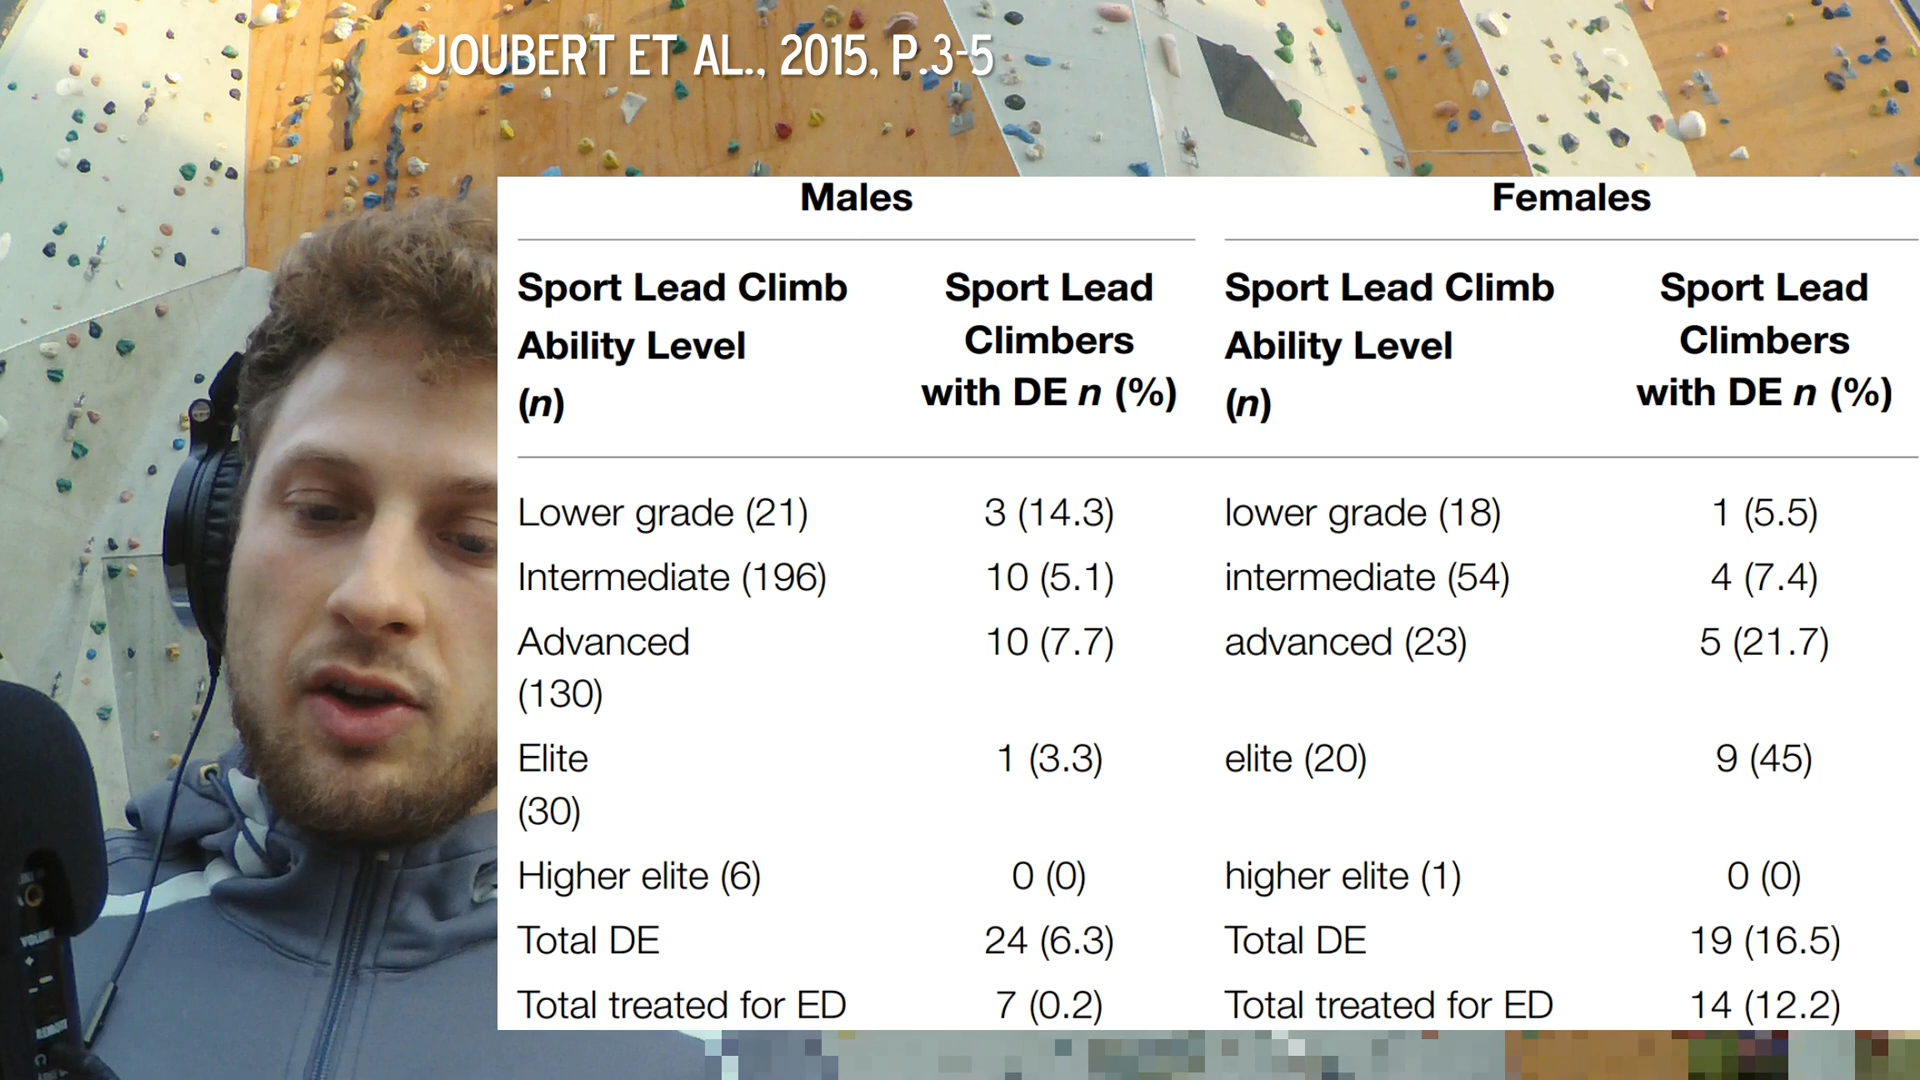 JOUBERT ET AL., 2015, P.3-5
Males
Females
Sport Lead Climb
Ability Level
(n)
Sport Lead
Climbers
with DE n (%)
Sport Lead Climb
Ability Level
(n)
Sport Lead
Climbers
with DE n (%)
Lower grade (21)
3 (14.3)
lower grade (18)
1 (5.5)
Intermediate (196)
10 (5.1)
intermediate (54)
4 (7.4)
Advanced
(130)
10 (7.7)
advanced (23)
5 (21.7)
Elite
(30)
1 (3.3)
elite (20)
9 (45)
Higher elite (6)
0 (0)
higher elite (1)
0 (0)
Total DE
24 (6.3)
Total DE
19 (16.5)
Total treated for ED
7 (0.2)
Total treated for ED
14 (12.2)
VOLUME